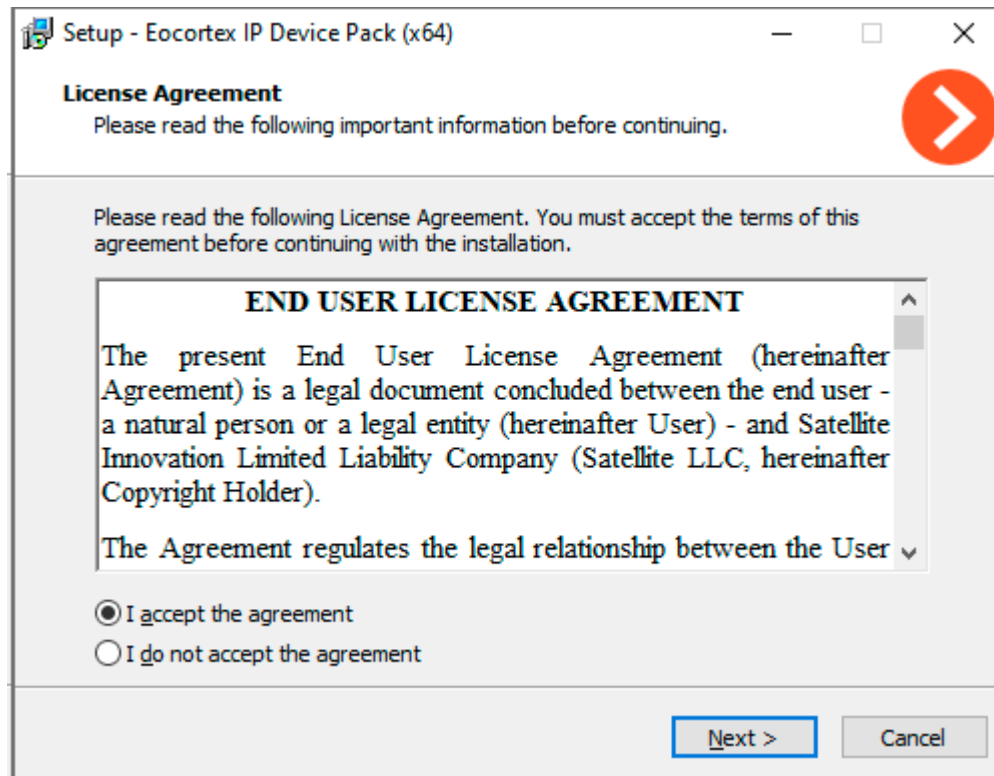 Setup - Eocortex IP Device Pack (x64)
License Agreement
Please read the following important information before continuing.
Please read the following License Agreement. You must accept the terms of this
agreement before continuing with the installation.
END USER LICENSE AGREEMENT
The present End User License Agreement (hereinafter
Agreement) is a legal document concluded between the end user -
a natural person or a legal entity (hereinafter User) - and Satellite
Innovation Limited Liability Company (Satellite LLC, hereinafter
Copyright Holder).
The Agreement regulates the legal relationship between the User
I accept the agreement
I do not accept the agreement
Next >
Cancel